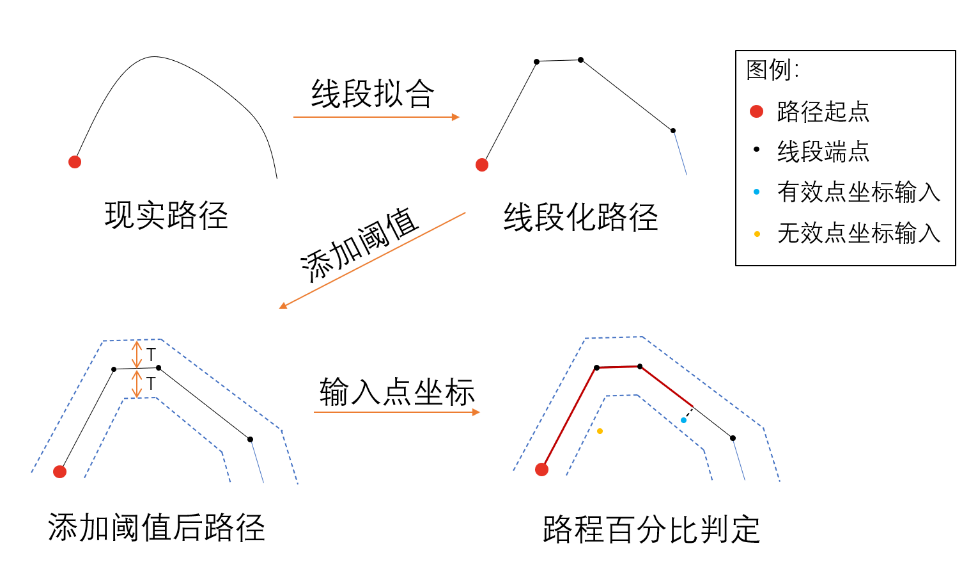 线段拟合
现实路径
线段化路径
图例:
路径起点
线段端点
有效点坐标输入
无效点坐标输入
添加阈值
T
T
输入点坐标
添加阈值后路径
路程百分比判定